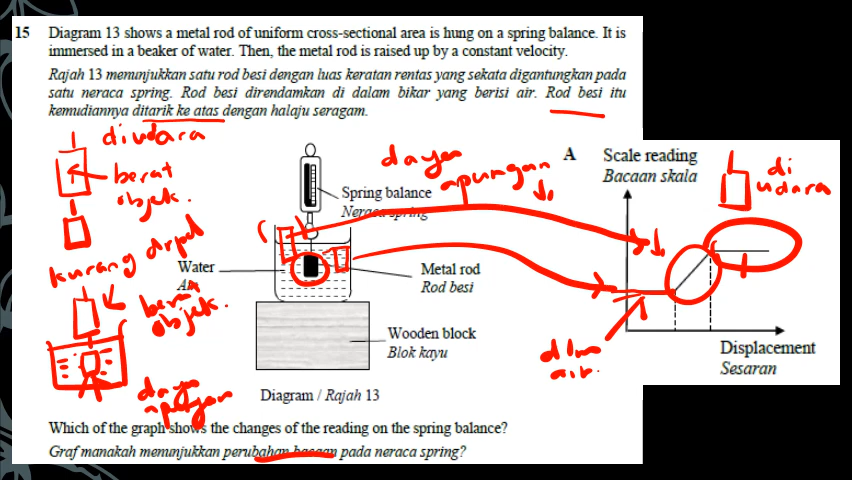 15 Diagram 13 shows a metal rod of uniform cross-sectional area is hung on a spring balance. It is
immersed in a beaker of water. Then, the metal rod is raised up by a constant velocity.
Rajah 13 menunjukkan satu rod besi dengan luas keratan rentas yang sekata digantungkan pada
satu neraca spring. Rod besi direndamkan di dalam bikar yang berisi air. Rod besi itu
kemudiannya ditarik ke atas dengan halaju seragam.
diudara
berat
objek.
kurang drpd
berat
objek.
daya
apungan
daya
apungan
Spring balance
Neraca spring
Water
Air
Metal rod
Rod besi
Wooden block
Blok kayu
Diagram / Rajah 13
A
Scale reading
Bacaan skala
di
udara
dlm
air.
Displacement
Sesaran
Which of the graph shows the changes of the reading on the spring balance?
Graf manakah menunjukkan perubahan bacaan pada neraca spring?